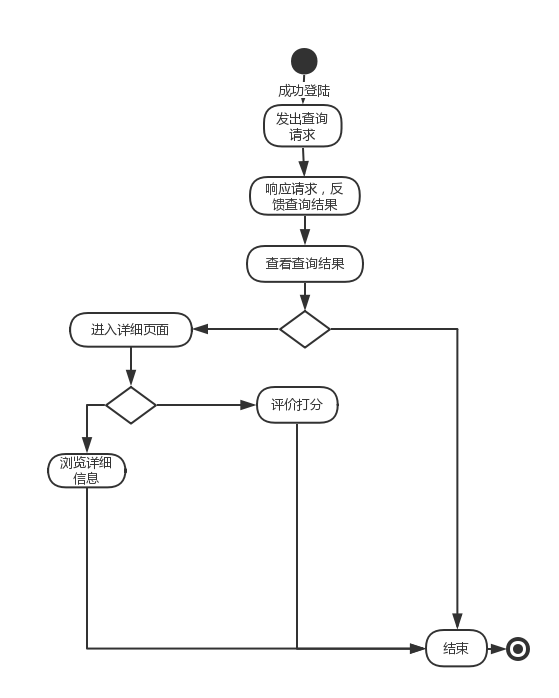 成功登陆
发出查询
请求
响应请求，反
馈查询结果
查看查询结果
进入详细页面
评价打分
浏览详细
信息
结束